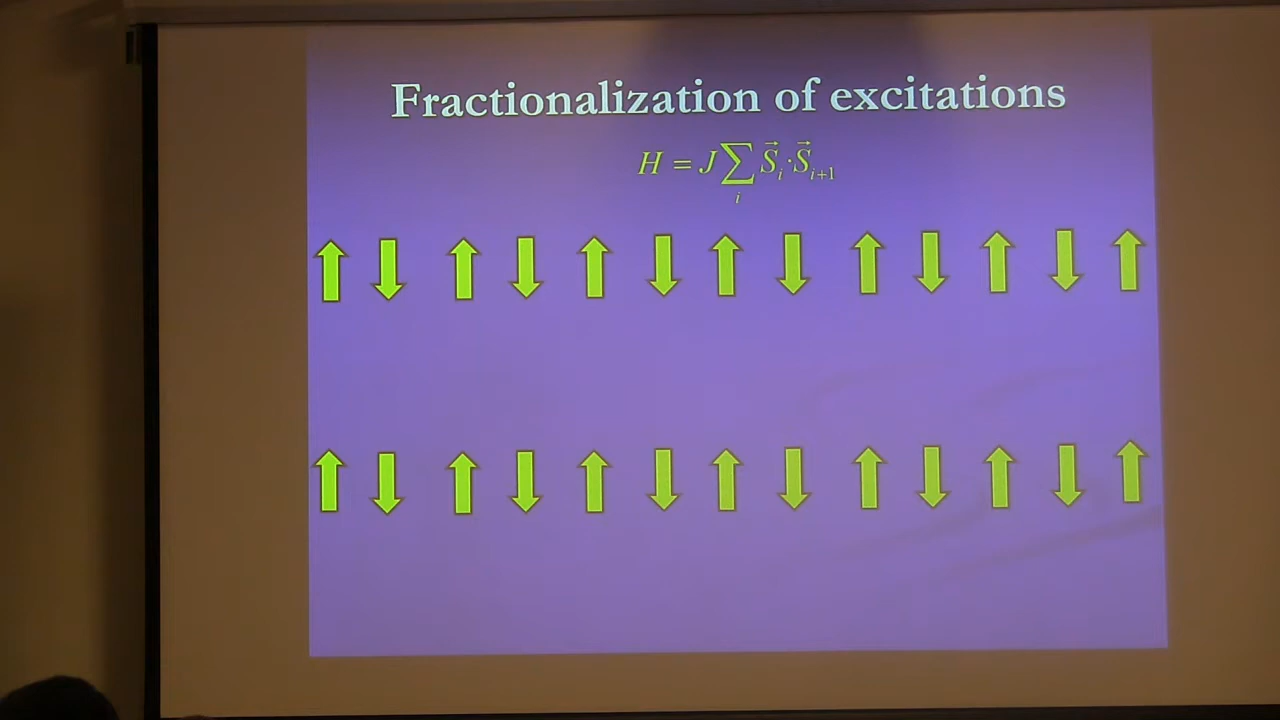 Fractionalization of excitations
H = J∑ᵢ S⃗ᵢ·S⃗ᵢ₊₁